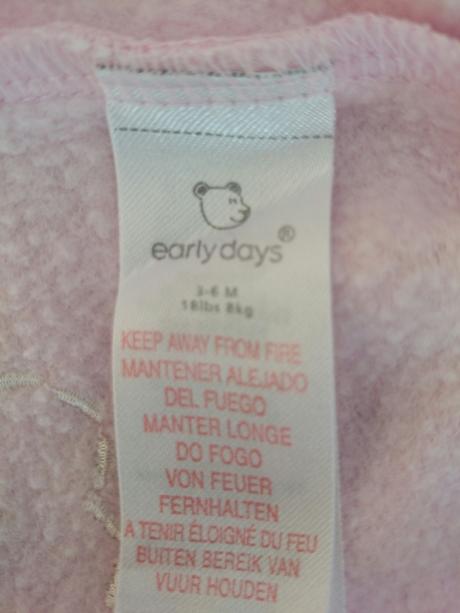 early days®
3-6 M
18lbs 8kg
KEEP AWAY FROM FIRE
MANTENER ALEJADO
DEL FUEGO
MANTER LONGE
DO FOGO
VON FEUER
FERNHALTEN
A TENIR ÉLOIGNÉ DU FEU
BUITEN BEREIK VAN
VUUR HOUDEN